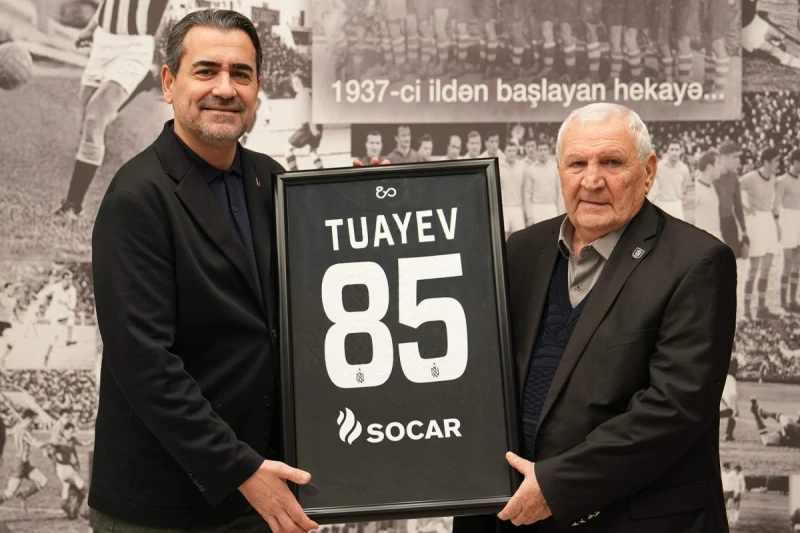 1937-ci ildən başlayan hekayə...
TUAYEV
85
SOCAR